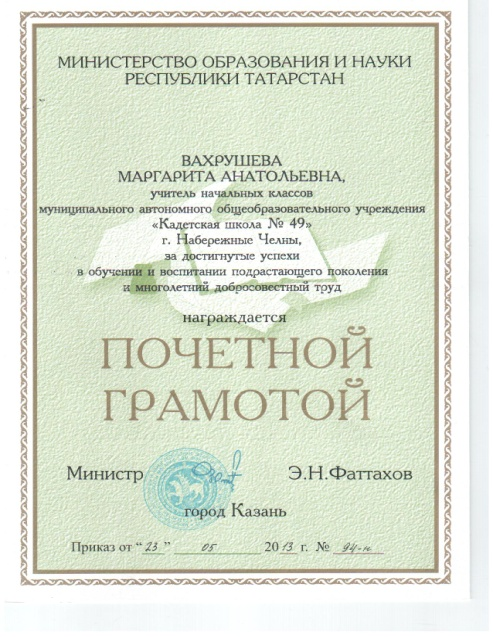 МИНИСТЕРСТВО ОБРАЗОВАНИЯ И НАУКИ
РЕСПУБЛИКИ ТАТАРСТАН
ВАХРУШЕВА
МАРГАРИТА АНАТОЛЬЕВНА,
учитель начальных классов
муниципального автономного общеобразовательного учреждения
«Кадетская школа № 49»
г. Набережные Челны,
за достигнутые успехи
в обучении и воспитании подрастающего поколения
и многолетний добросовестный труд
награждается
ПОЧЕТНОЙ
ГРАМОТОЙ
Министр Э.Н.Фаттахов
город Казань
Приказ от “ 23 ” 05 2013 г. № 94-н